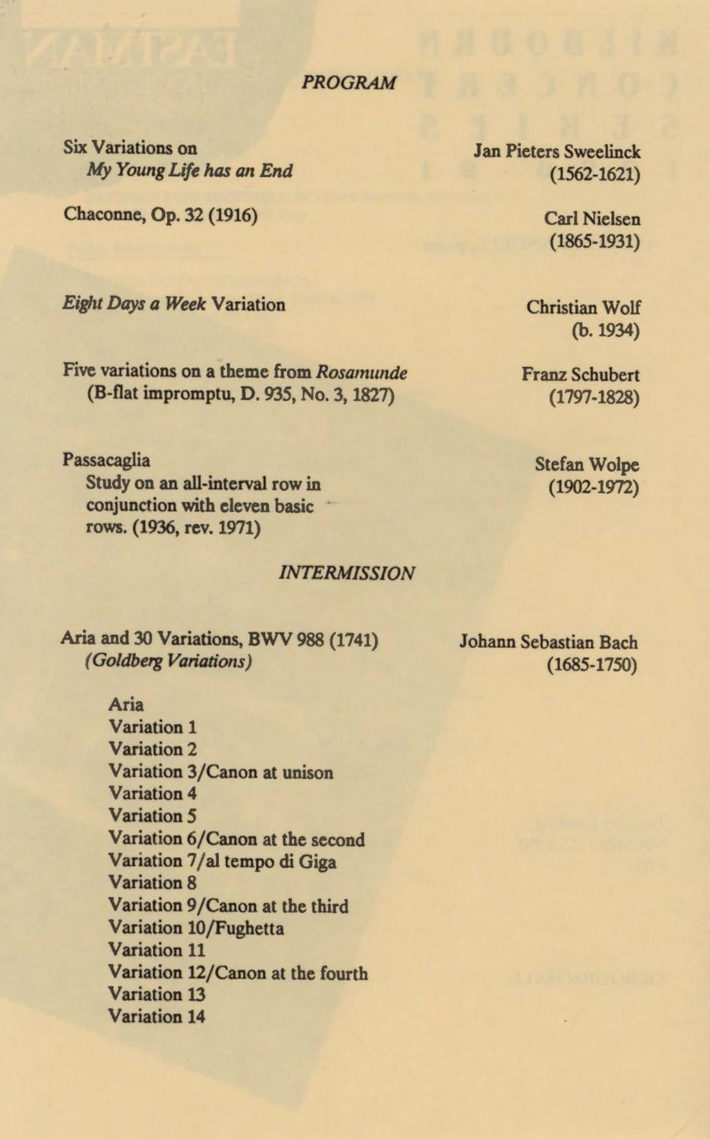 PROGRAM
Six Variations on Jan Pieters Sweelinck
My Young Life has an End (1562-1621)
Chaconne, Op. 32 (1916) Carl Nielsen
(1865-1931)
Eight Days a Week Variation Christian Wolf
(b. 1934)
Five variations on a theme from Rosamunde Franz Schubert
(B-flat impromptu, D. 935, No. 3, 1827) (1797-1828)
Passacaglia Stefan Wolpe
Study on an all-interval row in (1902-1972)
conjunction with eleven basic
rows. (1936, rev. 1971)
INTERMISSION
Aria and 30 Variations, BWV 988 (1741) Johann Sebastian Bach
(Goldberg Variations) (1685-1750)
Aria
Variation 1
Variation 2
Variation 3/Canon at unison
Variation 4
Variation 5
Variation 6/Canon at the second
Variation 7/al tempo di Giga
Variation 8
Variation 9/Canon at the third
Variation 10/Fughetta
Variation 11
Variation 12/Canon at the fourth
Variation 13
Variation 14